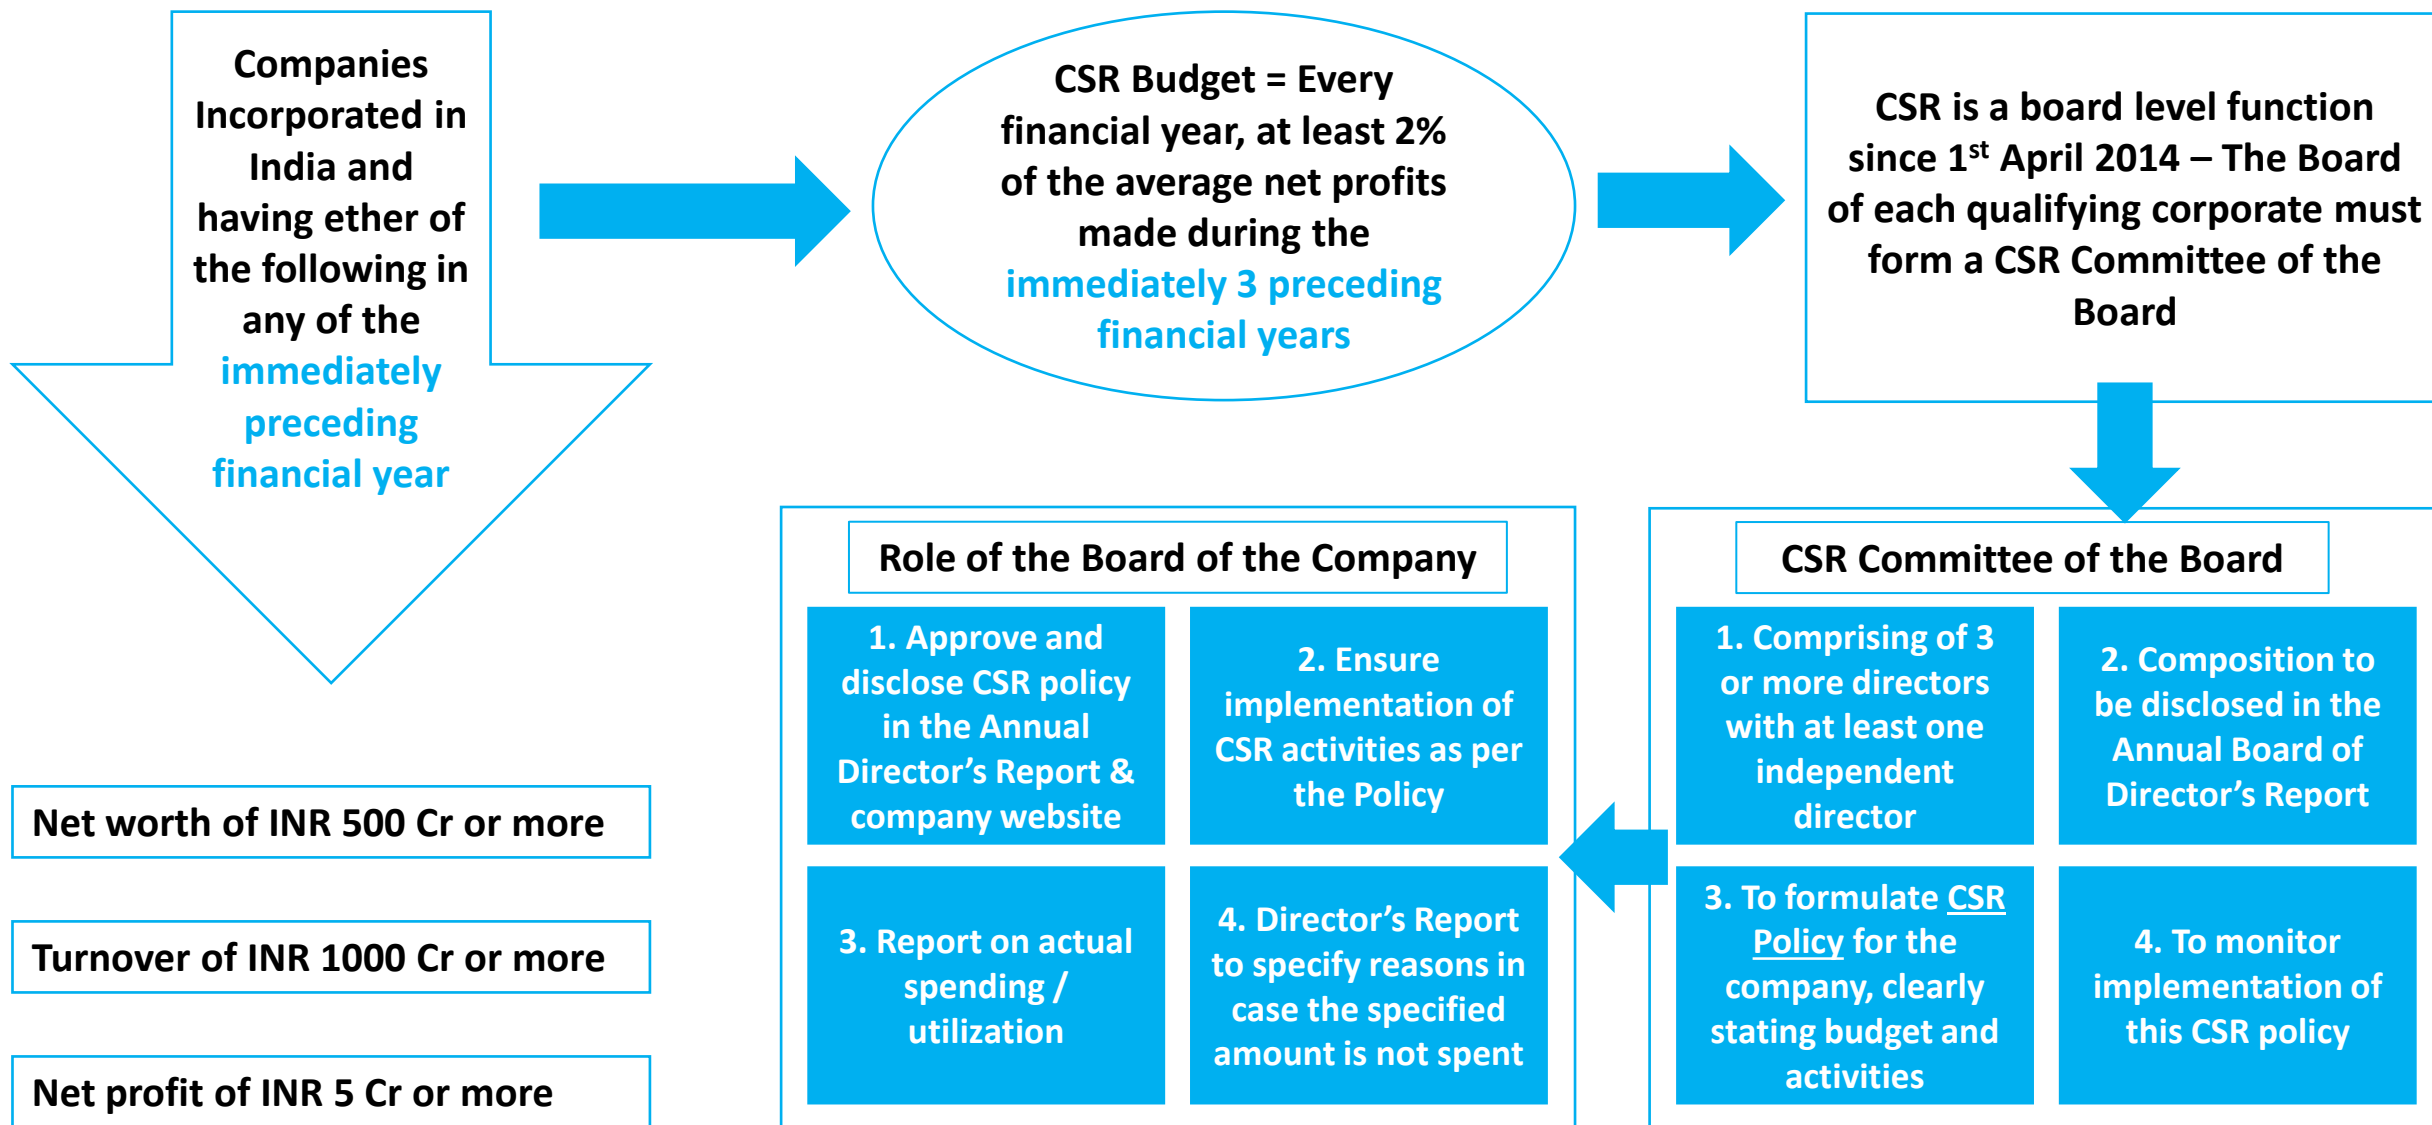 Companies
Incorporated in
India and
having ether of
the following in
any of the
immediately
preceding
financial year
Net worth of INR 500 Cr or more
Turnover of INR 1000 Cr or more
Net profit of INR 5 Cr or more
CSR Budget = Every
financial year, at least 2%
of the average net profits
made during the
immediately 3 preceding
financial years
CSR is a board level function
since 1st April 2014 – The Board
of each qualifying corporate must
form a CSR Committee of the
Board
CSR Committee of the Board
1. Comprising of 3
or more directors
with at least one
independent
director
2. Composition to
be disclosed in the
Annual Board of
Director’s Report
3. To formulate CSR
Policy for the
company, clearly
stating budget and
activities
4. To monitor
implementation of
this CSR policy
Role of the Board of the Company
1. Approve and
disclose CSR policy
in the Annual
Director’s Report &
company website
2. Ensure
implementation of
CSR activities as per
the Policy
3. Report on actual
spending /
utilization
4. Director’s Report
to specify reasons in
case the specified
amount is not spent